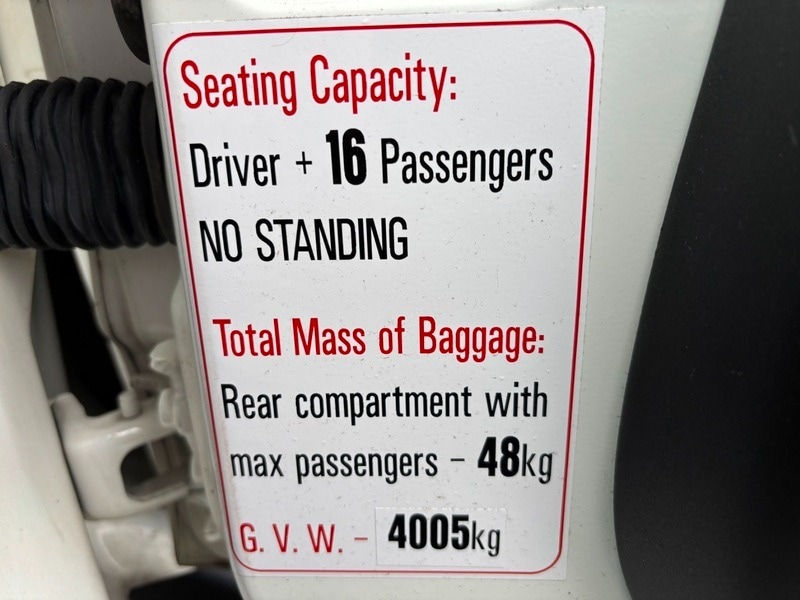 Seating Capacity:
Driver + 16 Passengers
NO STANDING
Total Mass of Baggage:
Rear compartment with
max passengers - 48kg
G. V. W. - 4005kg